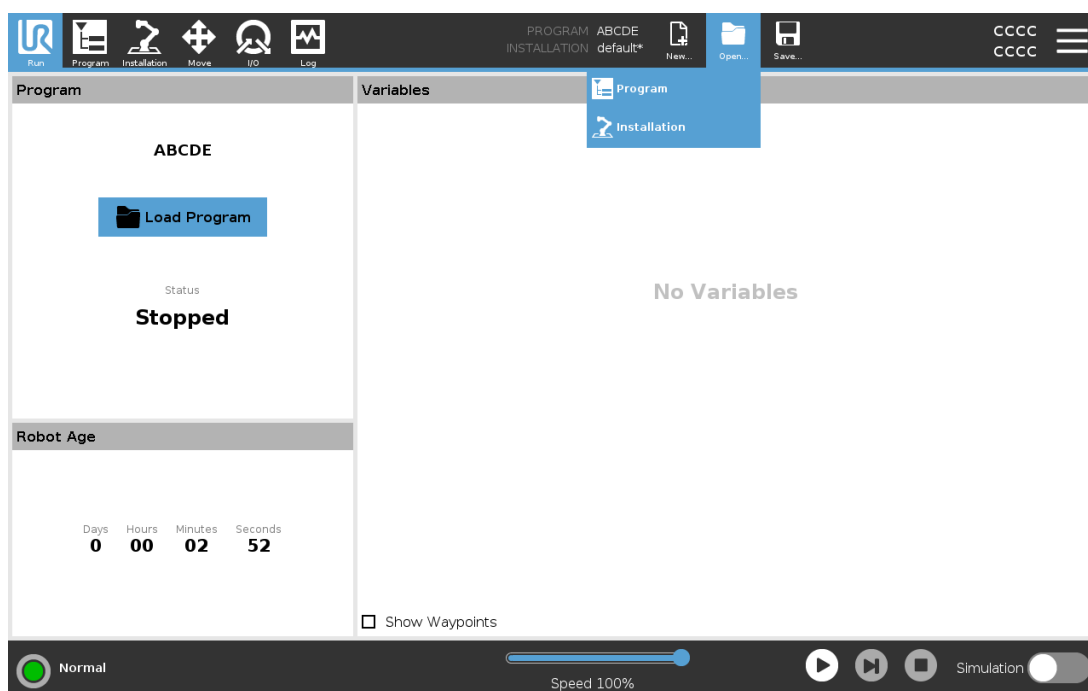 UR
Run Program Installation Move I/O Log
PROGRAM ABCDE
INSTALLATION default*
New... Open... Save...
CCCC
CCCC
Program
Installation
Program
ABCDE
Load Program
Status
Stopped
Variables
No Variables
Robot Age
Days Hours Minutes Seconds
0 00 02 52
Show Waypoints
Normal
Speed 100%
Simulation